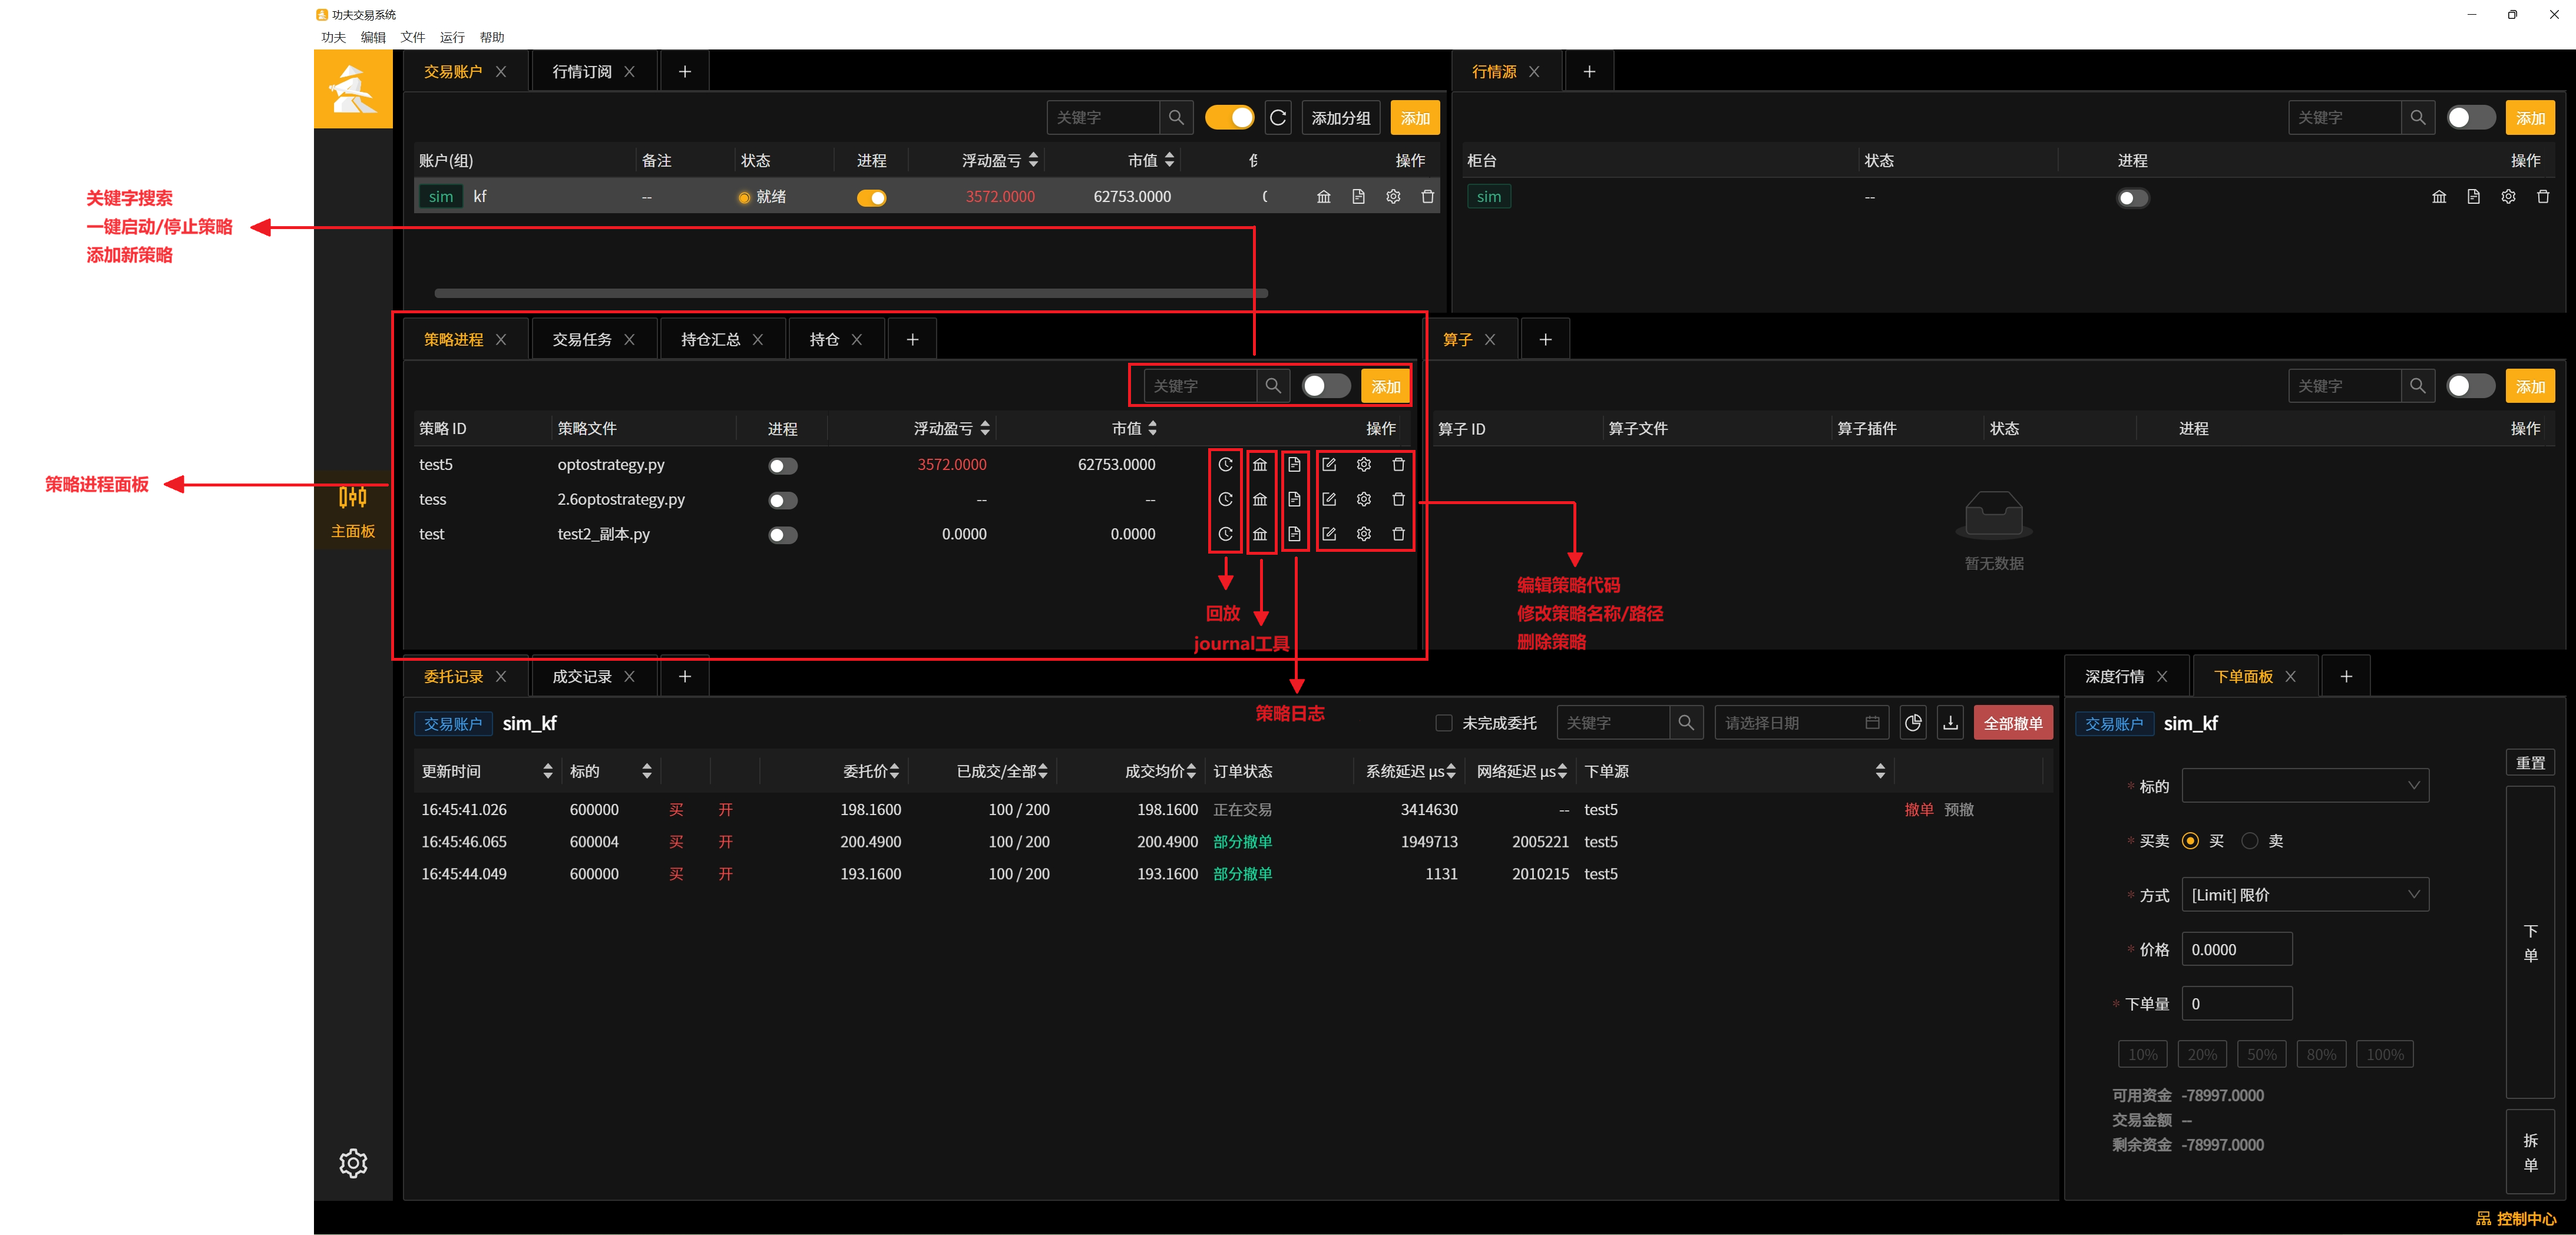 功夫交易系统
功夫 编辑 文件 运行 帮助
交易账户 行情订阅
关键字 添加分组 添加
账户(组) 备注 状态 进程 浮动盈亏 市值 操作
sim kf -- 就绪 3572.0000 62753.0000
行情源
关键字 添加
柜台 状态 进程 操作
sim --
关键字搜索
一键启动/停止策略
添加新策略
策略进程面板
主面板
策略进程 交易任务 持仓汇总 持仓
关键字 添加
策略 ID 策略文件 进程 浮动盈亏 市值 操作
test5 optostrategy.py 3572.0000 62753.0000
tess 2.6optostrategy.py -- --
test test2_副本.py 0.0000 0.0000
回放
journal工具
策略日志
编辑策略代码
修改策略名称/路径
删除策略
算子
关键字 添加
算子 ID 算子文件 算子插件 状态 进程 操作
暂无数据
委托记录 成交记录
交易账户 sim_kf 未完成委托 关键字 请选择日期 全部撤单
更新时间 标的 委托价 已成交/全部 成交均价 订单状态 系统延迟 μs 网络延迟 μs 下单源
16:45:41.026 600000 买 开 198.1600 100 / 200 198.1600 正在交易 3414630 -- test5 撤单 预撤
16:45:46.065 600004 买 开 200.4900 100 / 200 200.4900 部分撤单 1949713 2005221 test5
16:45:44.049 600000 买 开 193.1600 100 / 200 193.1600 部分撤单 1131 2010215 test5
深度行情 下单面板
交易账户 sim_kf
重置
* 标的
* 买卖 买 卖
* 方式 [Limit] 限价
* 价格 0.0000
* 下单量 0
10% 20% 50% 80% 100%
可用资金 -78997.0000
交易金额 --
剩余资金 -78997.0000
下单
拆单
控制中心